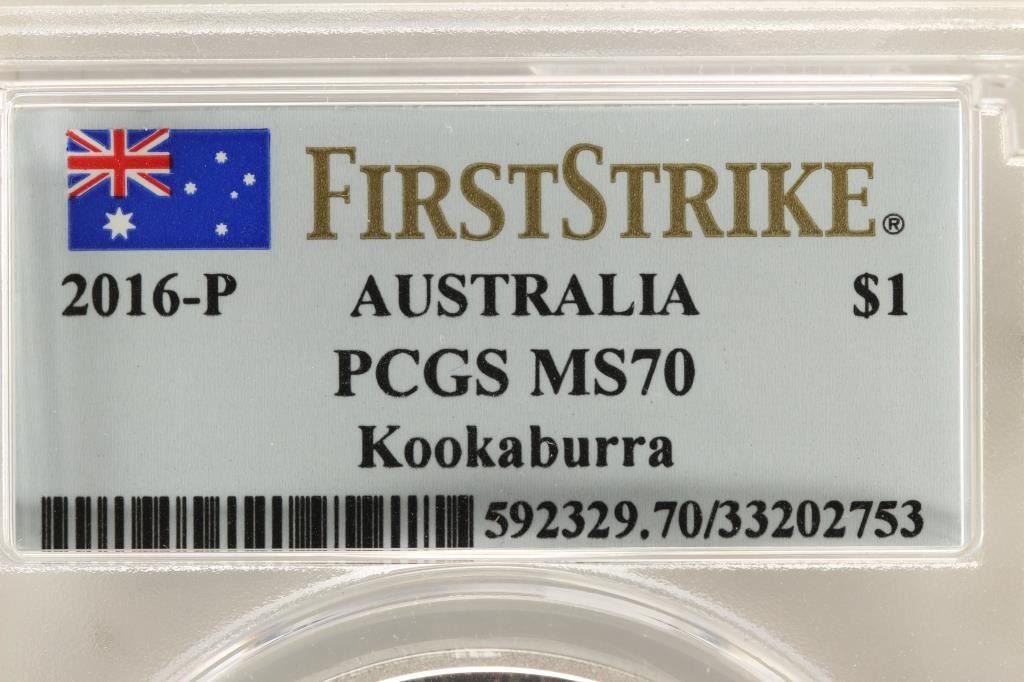 FIRSTSTRIKE®
2016-P AUSTRALIA $1
PCGS MS70
Kookaburra
592329.70/33202753